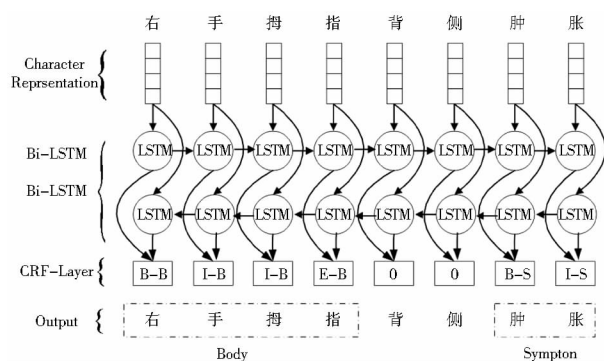 右 手 拇 指 背 侧 肿 胀
Character
Reprsentation
Bi-LSTM
LSTM LSTM LSTM LSTM LSTM LSTM LSTM LSTM
Bi-LSTM
LSTM LSTM LSTM LSTM LSTM LSTM LSTM LSTM
CRF-Layer B-B I-B I-B E-B 0 0 B-S I-S
Output 右 手 拇 指 背 侧 肿 胀
Body Sympton